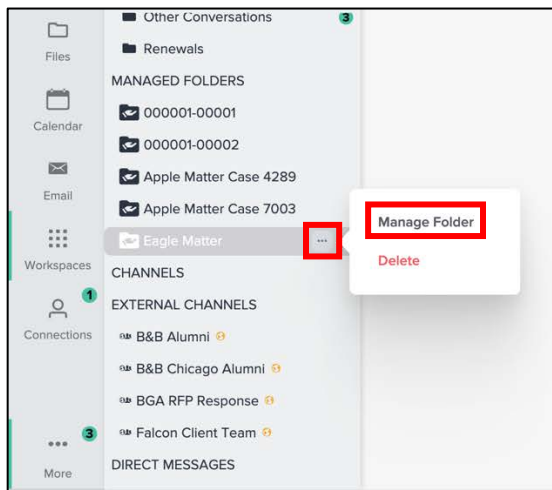 Files
Calendar
Email
Workspaces
1
Connections
3
More
Other Conversations 3
Renewals
MANAGED FOLDERS
000001-00001
000001-00002
Apple Matter Case 4289
Apple Matter Case 7003
Eagle Matter ...
CHANNELS
EXTERNAL CHANNELS
B&B Alumni
B&B Chicago Alumni
BGA RFP Response
Falcon Client Team
DIRECT MESSAGES
Manage Folder
Delete